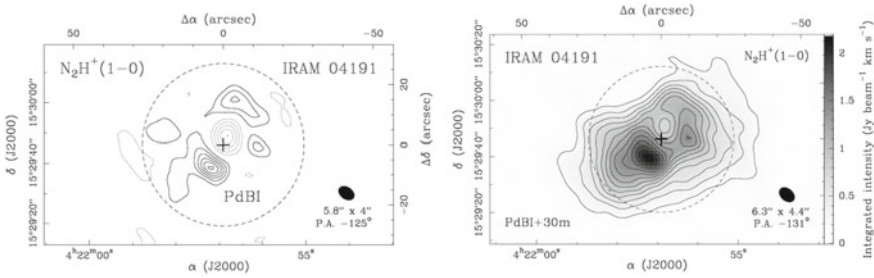 Δα (arcsec)
50 0 −50
N₂H⁺(1−0) IRAM 04191
PdBI
5.8" x 4"
P.A. −125°
δ (J2000)
15°30'00"
15°29'40"
15°29'20"
Δδ (arcsec)
20
0
−20
4ʰ22ᵐ00ˢ 55ˢ
α (J2000)
Δα (arcsec)
50 0 −50
IRAM 04191 N₂H⁺(1−0)
PdBI+30m
6.3" x 4.4"
P.A. −131°
δ (J2000)
15°30'20"
15°30'00"
15°29'40"
15°29'20"
4ʰ22ᵐ00ˢ 55ˢ
α (J2000)
2
1.5
1
0.5
0
Integrated intensity (Jy beam⁻¹ km s⁻¹)